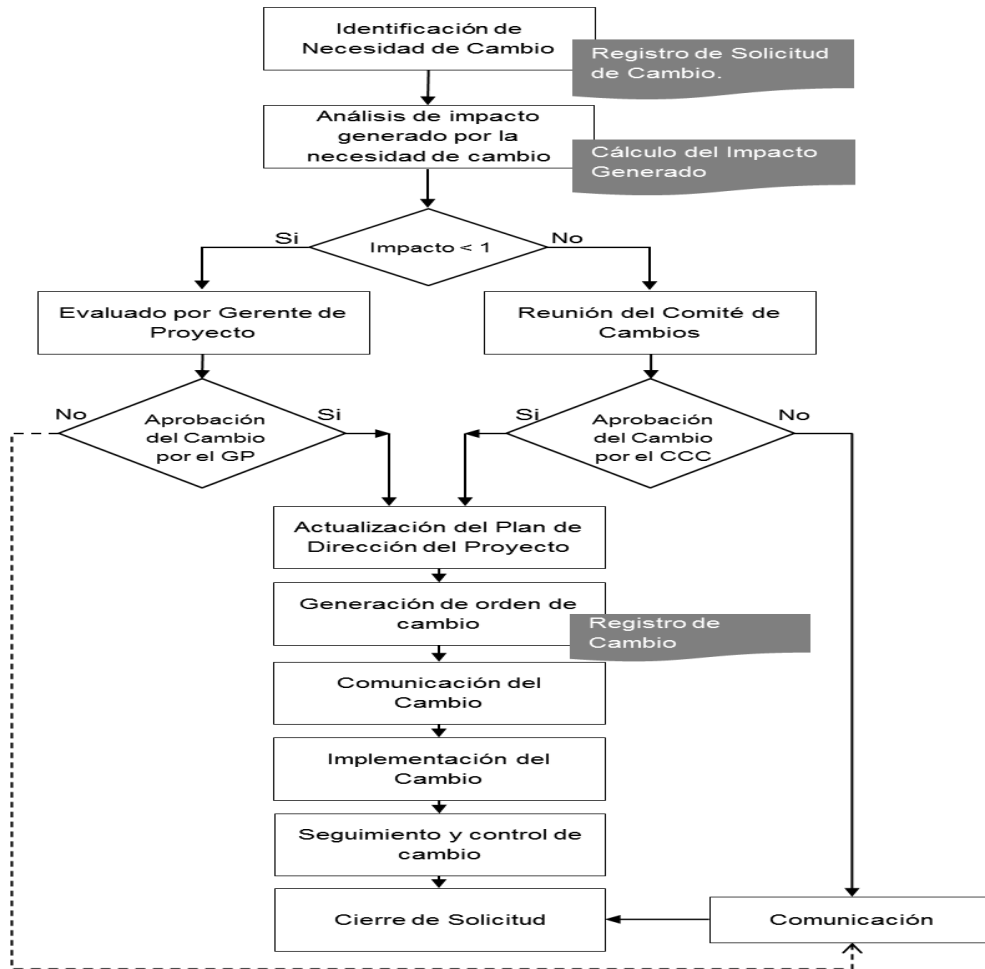 Identificación de
Necesidad de Cambio
Registro de Solicitud
de Cambio.
Análisis de impacto
generado por la
necesidad de cambio
Cálculo del Impacto
Generado
Si
Impacto < 1
No
Evaluado por Gerente de
Proyecto
Reunión del Comité de
Cambios
No
Aprobación
del Cambio
por el GP
Si
Si
Aprobación
del Cambio
por el CCC
No
Actualización del Plan de
Dirección del Proyecto
Generación de orden de
cambio
Registro de
Cambio
Comunicación del
Cambio
Implementación del
Cambio
Seguimiento y control de
cambio
Cierre de Solicitud
Comunicación